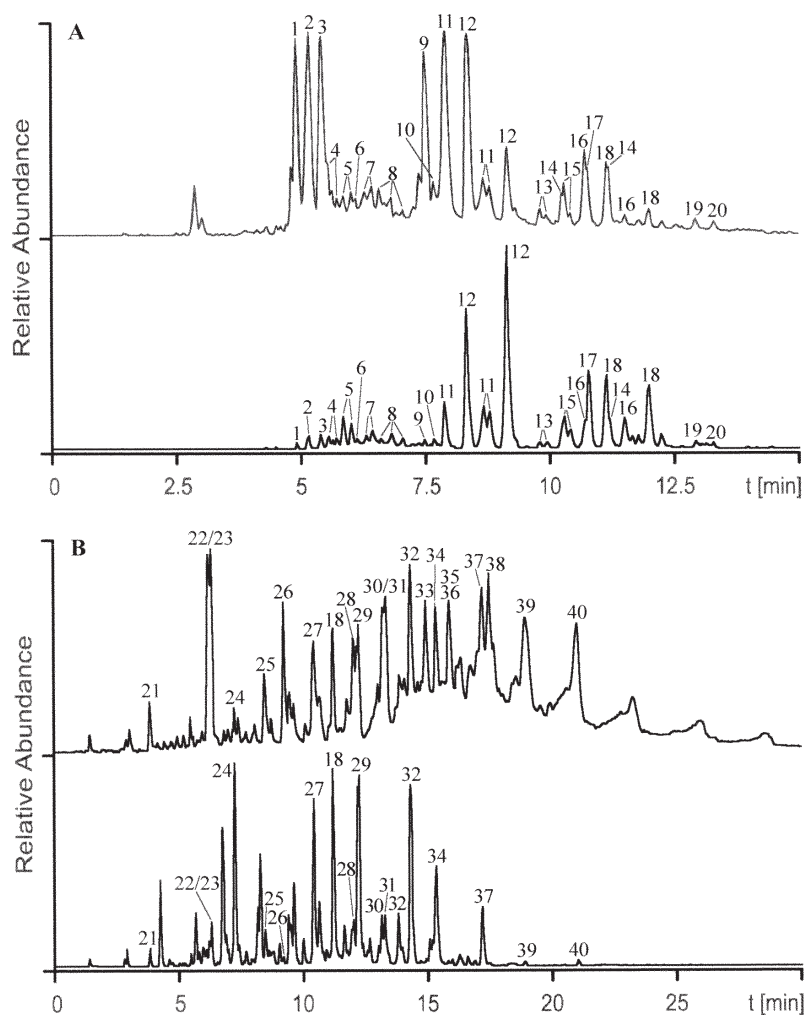 A
Relative Abundance
1 2 3 4 5 6 7 8 9 10 11 12 11 12 13 14 15 16 17 18 14 16 18 19 20
1 2 3 4 5 6 7 8 9 10 11 12 11 12 13 15 16 17 18 14 16 18 19 20
0 2.5 5 7.5 10 12.5 t [min]
B
Relative Abundance
21 22/23 24 25 26 27 18 28 29 30/31 32 33 34 35 36 37 38 39 40
21 22/23 24 25 26 27 18 28 29 30 31 32 32 34 37 39 40
0 5 10 15 20 25 t [min]